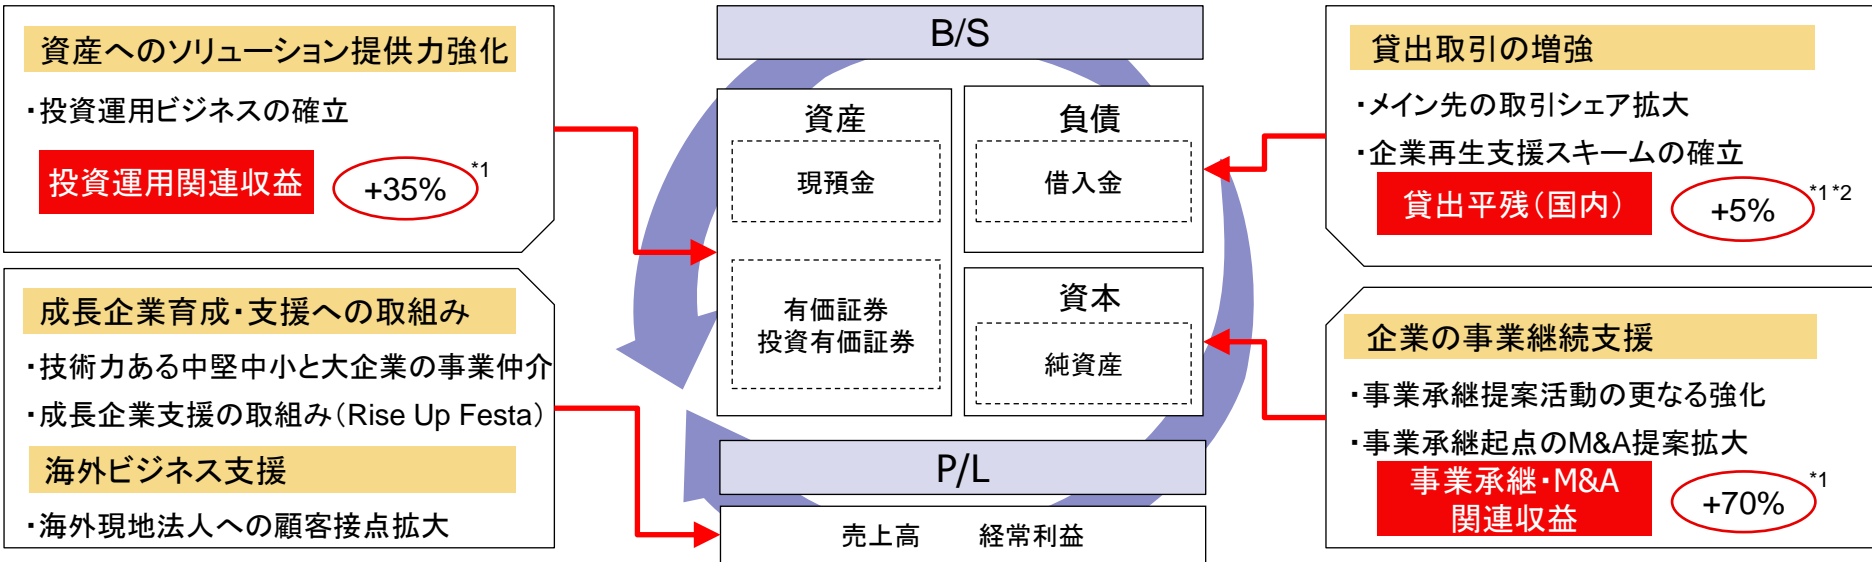 資産へのソリューション提供力強化
・投資運用ビジネスの確立
投資運用関連収益
+35%
*1
成長企業育成・支援への取組み
・技術力ある中堅中小と大企業の事業仲介
・成長企業支援の取組み（Rise Up Festa）
海外ビジネス支援
・海外現地法人への顧客接点拡大
B/S
資産
現預金
有価証券
投資有価証券
負債
借入金
資本
純資産
P/L
売上高 経常利益
貸出取引の増強
・メイン先の取引シェア拡大
・企業再生支援スキームの確立
貸出平残（国内）
+5%
*1 *2
企業の事業継続支援
・事業承継提案活動の更なる強化
・事業承継起点のM&A提案拡大
事業承継・M&A
関連収益
+70%
*1